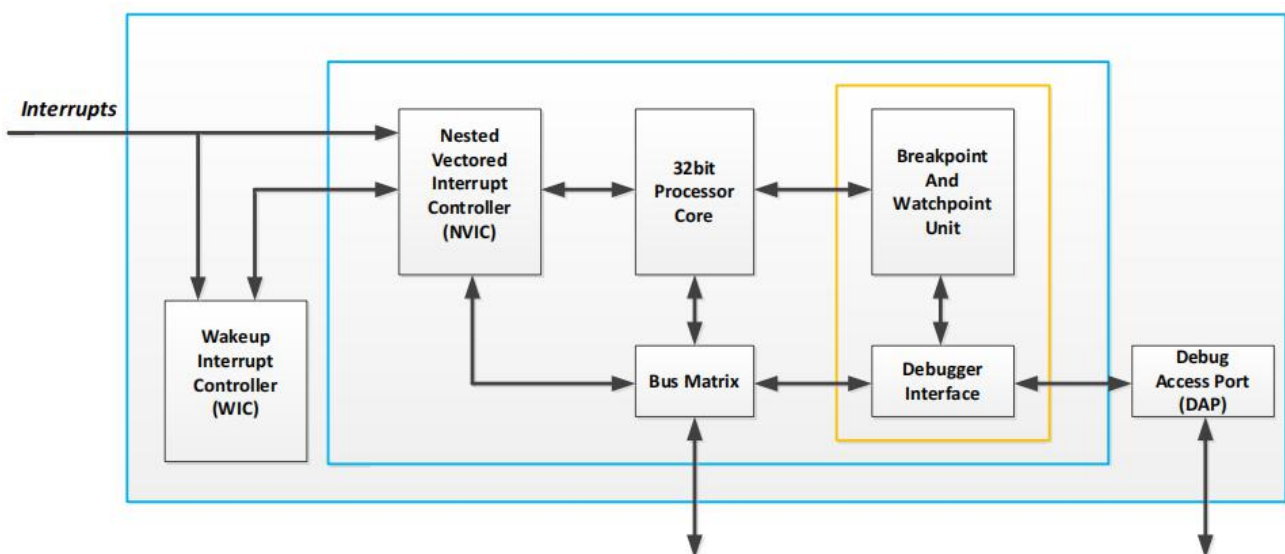 Interrupts
Nested
Vectored
Interrupt
Controller
(NVIC)
32bit
Processor
Core
Breakpoint
And
Watchpoint
Unit
Wakeup
Interrupt
Controller
(WIC)
Bus Matrix
Debugger
Interface
Debug
Access Port
(DAP)